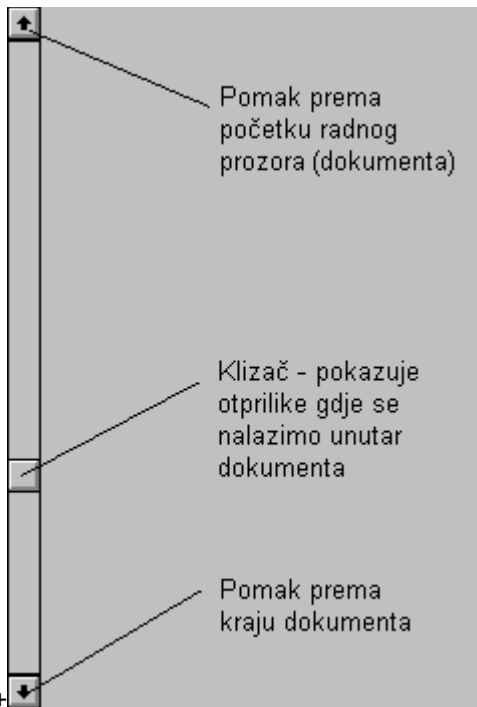 Pomak prema
početku radnog
prozora (dokumenta)
Klizač - pokazuje
otprilike gdje se
nalazimo unutar
dokumenta
Pomak prema
kraju dokumenta